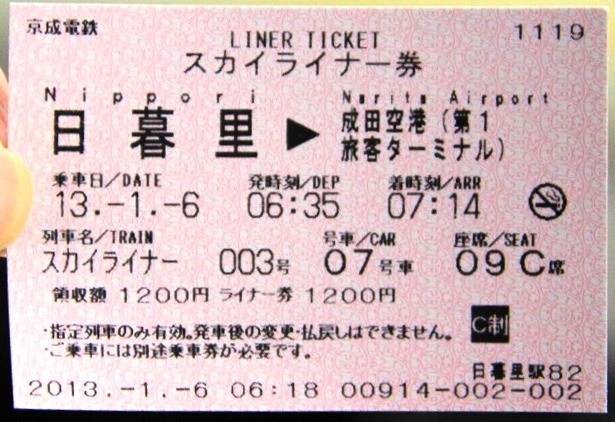 京成電鉄
1119
LINER TICKET
スカイライナー券
Nippori
Narita Airport
日暮里 ▶ 成田空港（第1
旅客ターミナル）
乗車日/DATE 発時刻/DEP 着時刻/ARR
13.-1.-6 06:35 07:14
列車名/TRAIN 号車/CAR 座席/SEAT
スカイライナー 003号 07号車 09C席
領収額 1200円 ライナー券 1200円
・指定列車のみ有効。発車後の変更・払戻しはできません。
・ご乗車には別途乗車券が必要です。
C制
日暮里駅82
2013.-1.-6 06:18 00914-002-002